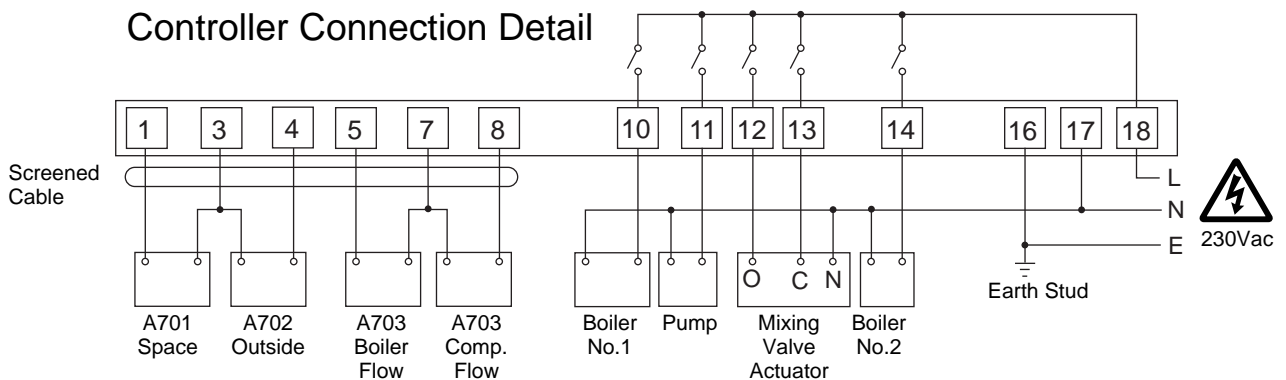 Controller Connection Detail
1 3 4 5 7 8 10 11 12 13 14 16 17 18
Screened
Cable
L
N
E
230Vac
O C N
Earth Stud
A701
Space
A702
Outside
A703
Boiler
Flow
A703
Comp.
Flow
Boiler
No.1
Pump
Mixing
Valve
Actuator
Boiler
No.2